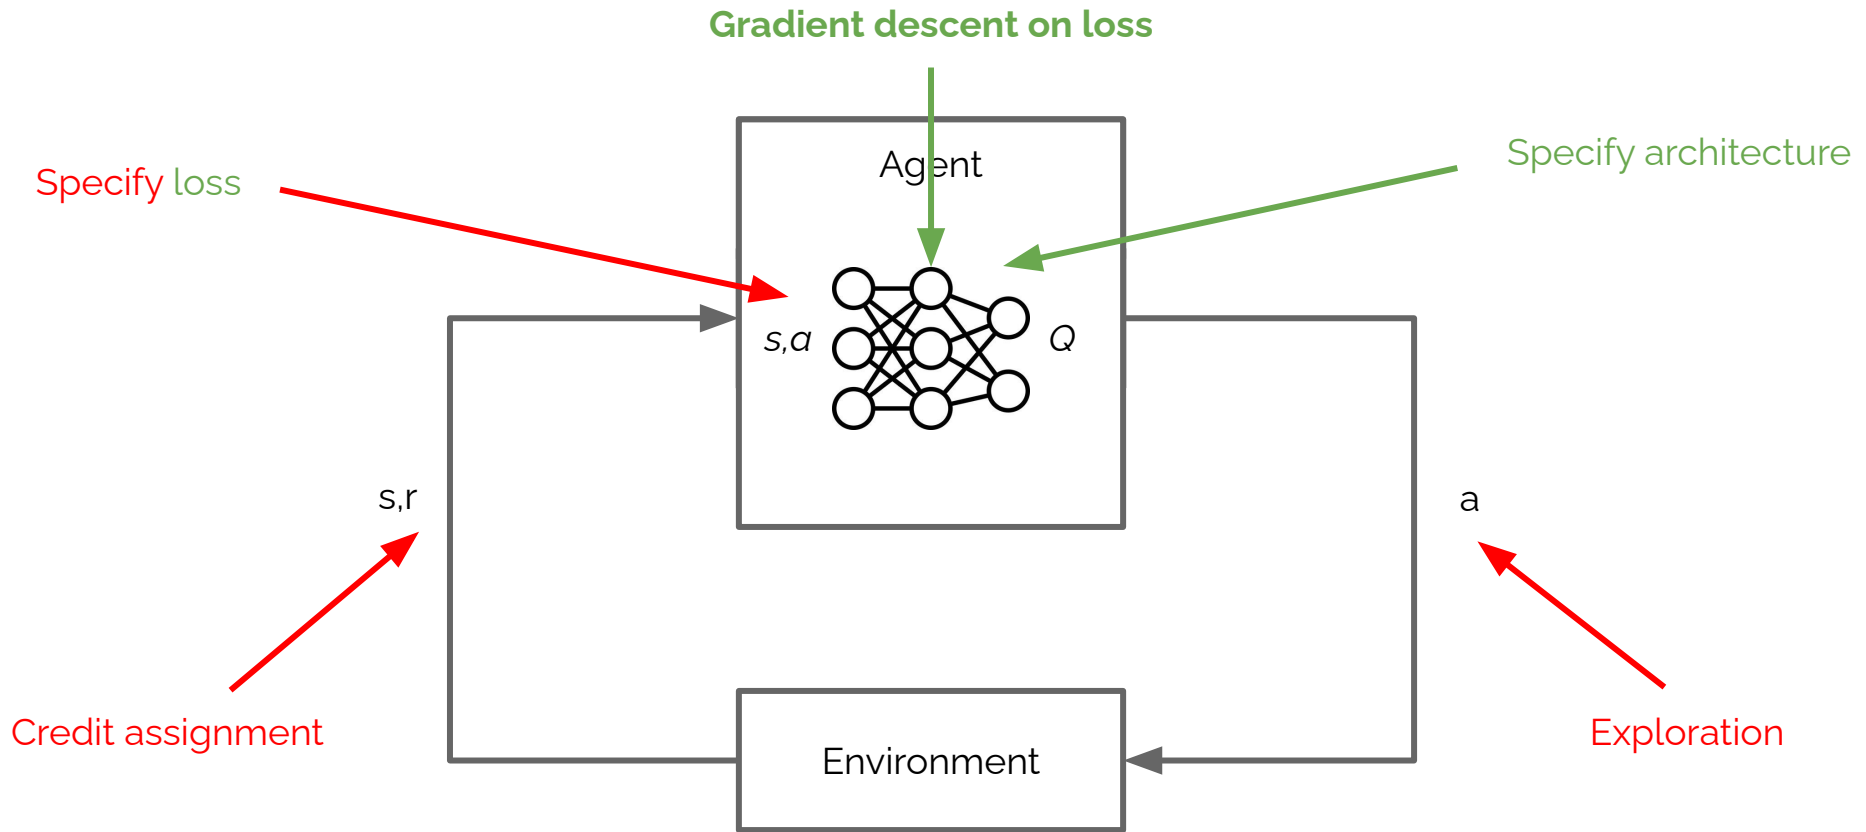 Gradient descent on loss
Specify architecture
Agent
Specify loss
s,a
Q
s,r
a
Credit assignment
Exploration
Environment